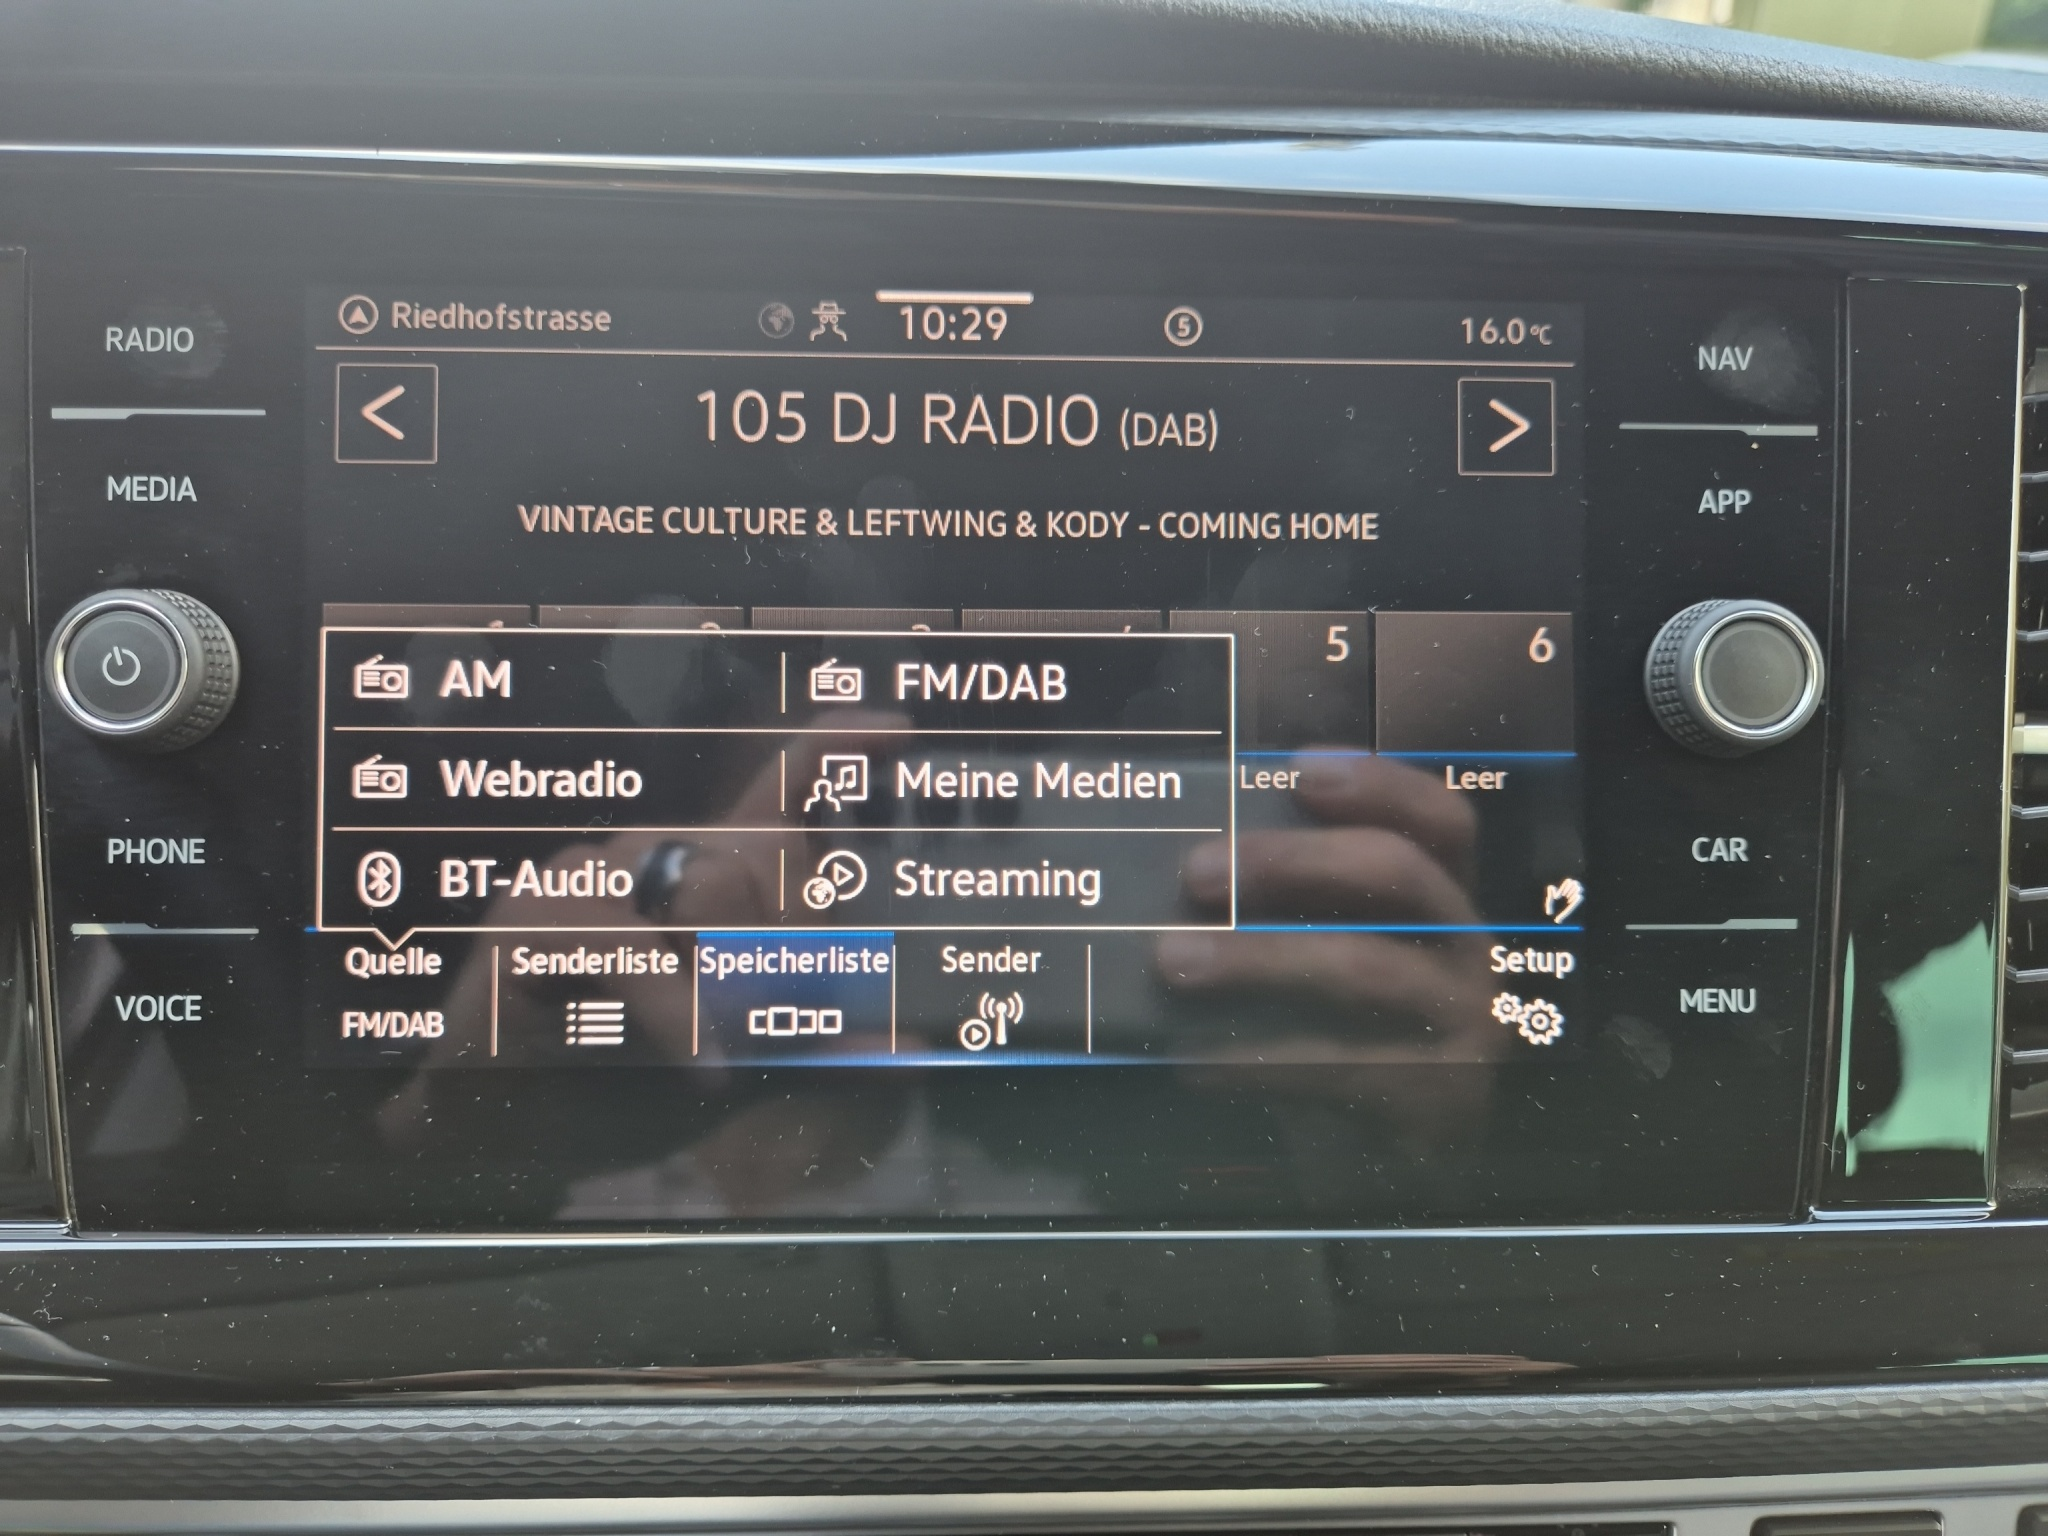 RADIO
MEDIA
PHONE
VOICE
Riedhofstrasse 10:29 5 16.0°C
< 105 DJ RADIO (DAB) >
VINTAGE CULTURE & LEFTWING & KODY - COMING HOME
5 6
AM FM/DAB
Webradio Meine Medien
Leer Leer
BT-Audio Streaming
Quelle Senderliste Speicherliste Sender Setup
FM/DAB
NAV
APP
CAR
MENU